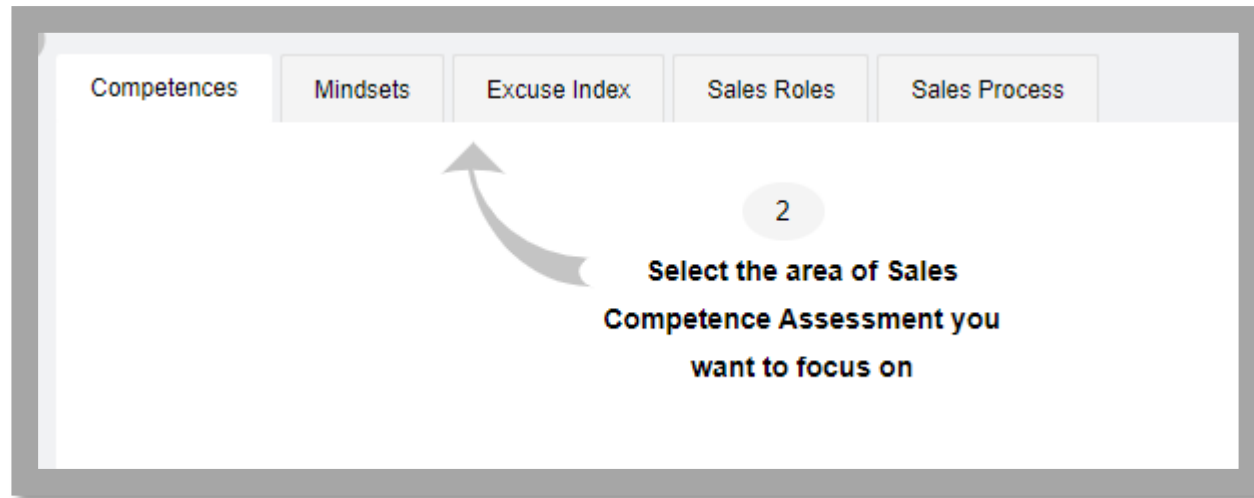 Competences Mindsets Excuse Index Sales Roles Sales Process
2
Select the area of Sales
Competence Assessment you
want to focus on